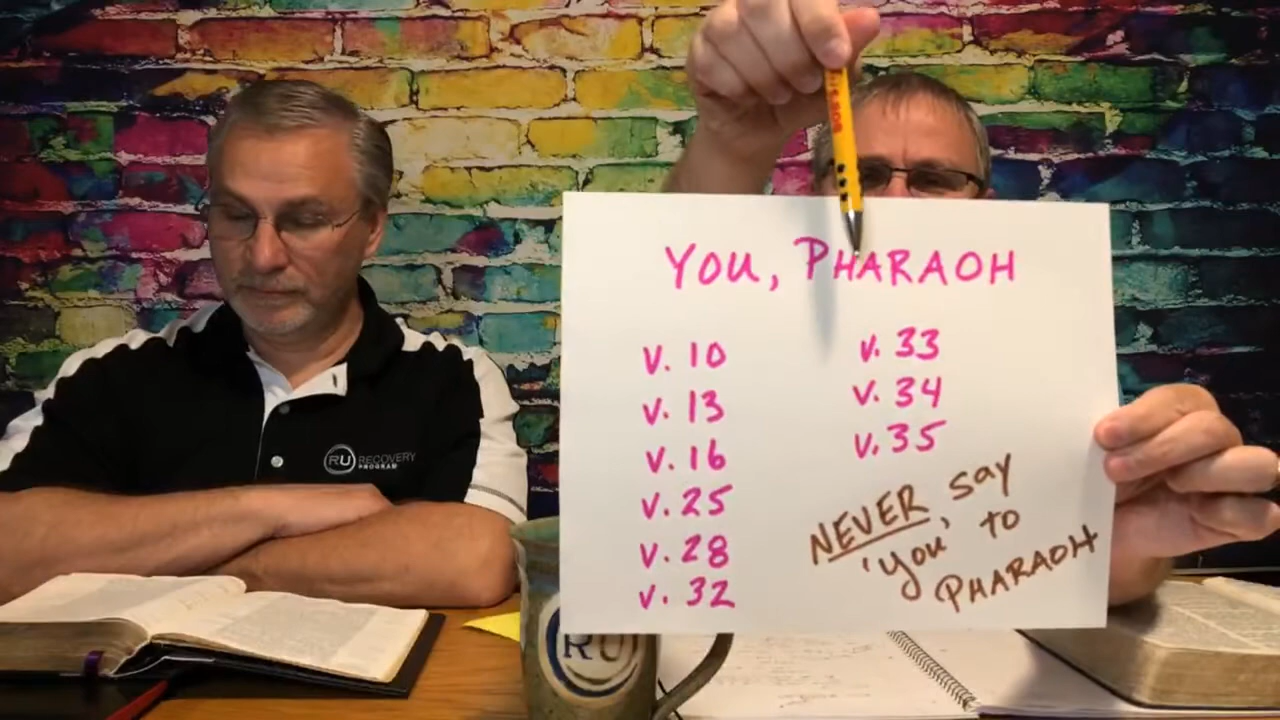 YOU, PHARAOH
v. 10
v. 13
v. 16
v. 25
v. 28
v. 32
v. 33
v. 34
v. 35
NEVER, say
'you' to
PHARAOH
RU RECOVERY
PROGRAM
RU